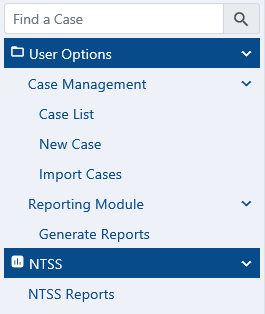 Find a Case
User Options
Case Management
Case List
New Case
Import Cases
Reporting Module
Generate Reports
NTSS
NTSS Reports